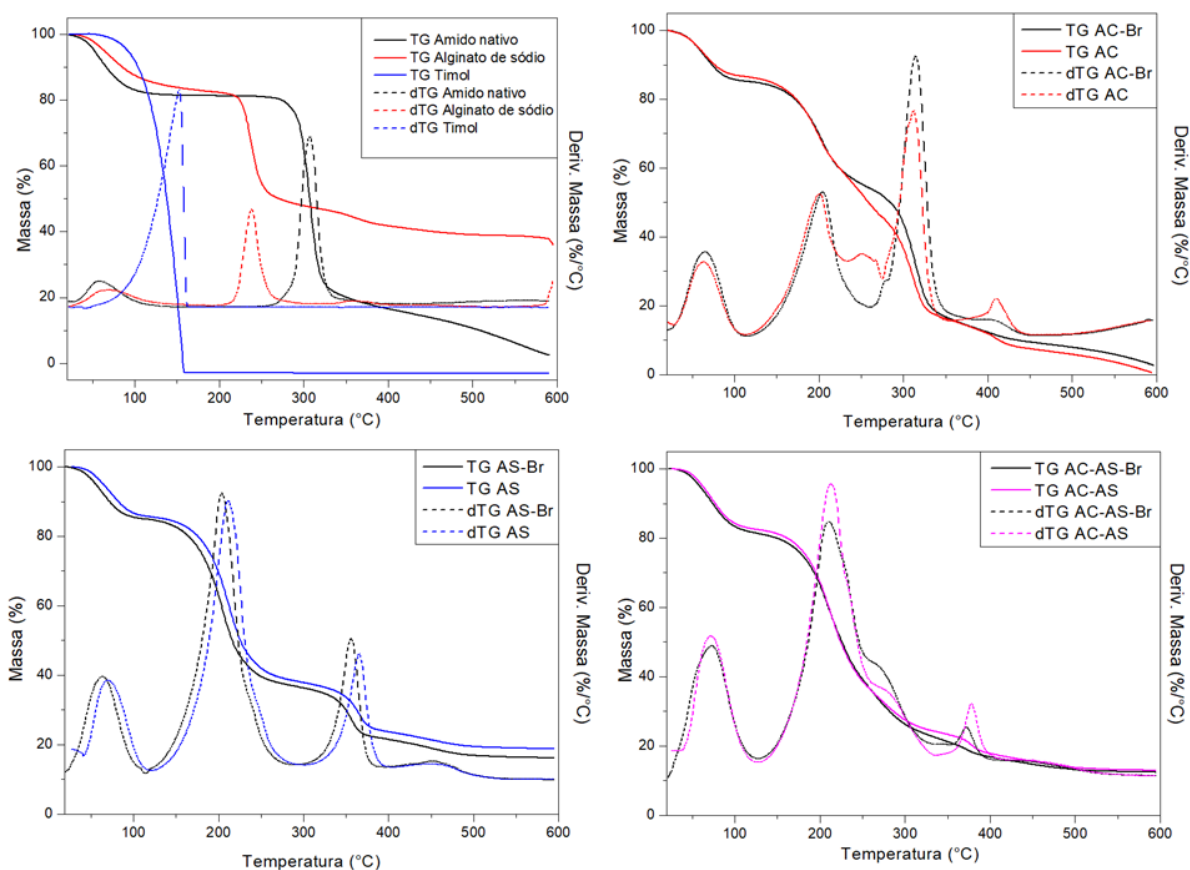 TG Amido nativo
TG Alginato de sódio
TG Timol
dTG Amido nativo
dTG Alginato de sódio
dTG Timol
Massa (%)
100
80
60
40
20
0
100 200 300 400 500 600
Temperatura (°C)
Deriv. Massa (%/°C)
TG AC-Br
TG AC
dTG AC-Br
dTG AC
Massa (%)
100
80
60
40
20
0
100 200 300 400 500 600
Temperatura (°C)
Deriv. Massa (%/°C)
TG AS-Br
TG AS
dTG AS-Br
dTG AS
Massa (%)
100
80
60
40
20
0
100 200 300 400 500 600
Temperatura (°C)
Deriv. Massa (%/°C)
TG AC-AS-Br
TG AC-AS
dTG AC-AS-Br
dTG AC-AS
Massa (%)
100
80
60
40
20
0
100 200 300 400 500 600
Temperatura (°C)
Deriv. Massa (%/°C)